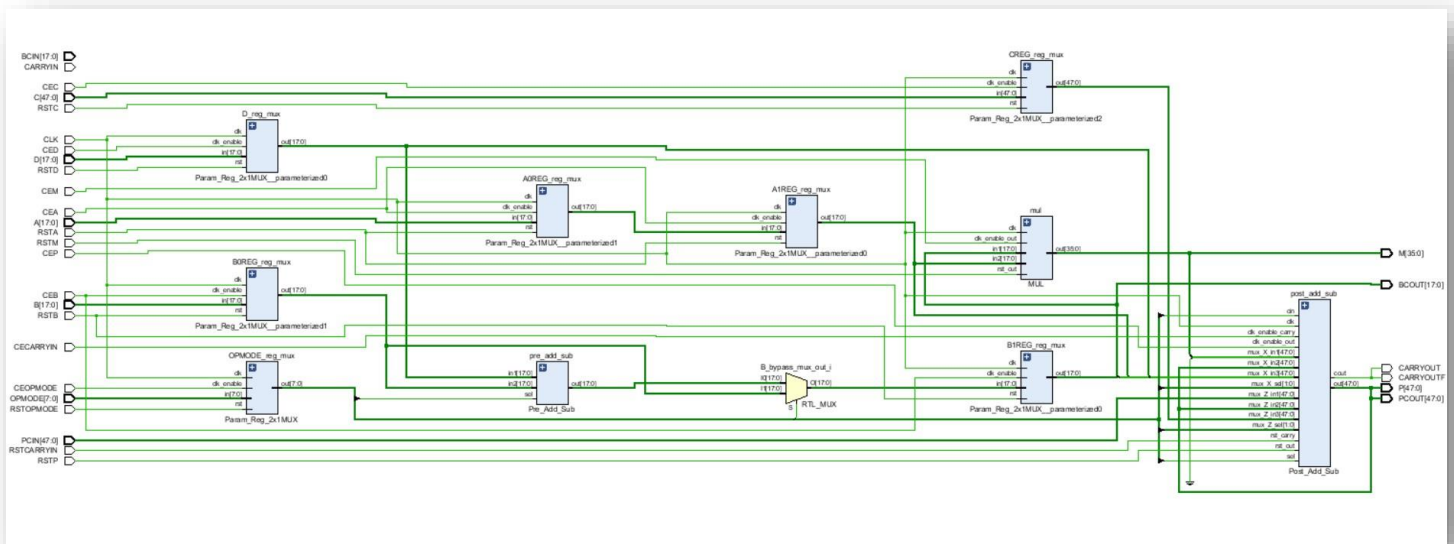 BCIN[17:0]
CARRYIN
CEC
C[47:0]
RSTC
CLK
CED
D[17:0]
RSTD
CEM
CEA
A[17:0]
RSTA
RSTM
CEP
CEB
B[17:0]
RSTB
CECARRYIN
CEOPMODE
OPMODE[7:0]
RSTOPMODE
PCIN[47:0]
RSTCARRYIN
RSTP
D_reg_mux
clk
clk_enable
in[17:0]
rst
out[17:0]
Param_Reg_2x1MUX__parameterized0
B0REG_reg_mux
clk
clk_enable
in[17:0]
rst
out[17:0]
Param_Reg_2x1MUX__parameterized1
OPMODE_reg_mux
clk
clk_enable
in[7:0]
rst
out[7:0]
Param_Reg_2x1MUX
A0REG_reg_mux
clk
clk_enable
in[17:0]
rst
out[17:0]
Param_Reg_2x1MUX__parameterized1
pre_add_sub
in1[17:0]
in2[17:0]
sel
out[17:0]
Pre_Add_Sub
A1REG_reg_mux
clk
clk_enable
in[17:0]
rst
out[17:0]
Param_Reg_2x1MUX__parameterized0
B_bypass_mux_out_i
I0[17:0]
I1[17:0]
S
O[17:0]
RTL_MUX
CREG_reg_mux
clk
clk_enable
in[47:0]
rst
out[47:0]
Param_Reg_2x1MUX__parameterized2
mul
clk
clk_enable_out
in1[17:0]
in2[17:0]
rst_out
out[35:0]
MUL
B1REG_reg_mux
clk
clk_enable
in[17:0]
rst
out[17:0]
Param_Reg_2x1MUX__parameterized0
post_add_sub
cin
clk
clk_enable_carry
clk_enable_out
mux_X_in1[47:0]
mux_X_in2[47:0]
mux_X_in3[47:0]
mux_X_sel[1:0]
mux_Z_in1[47:0]
mux_Z_in2[47:0]
mux_Z_in3[47:0]
mux_Z_sel[1:0]
rst_carry
rst_out
sel
cout
out[47:0]
Post_Add_Sub
M[35:0]
BCOUT[17:0]
CARRYOUT
CARRYOUTF
P[47:0]
PCOUT[47:0]